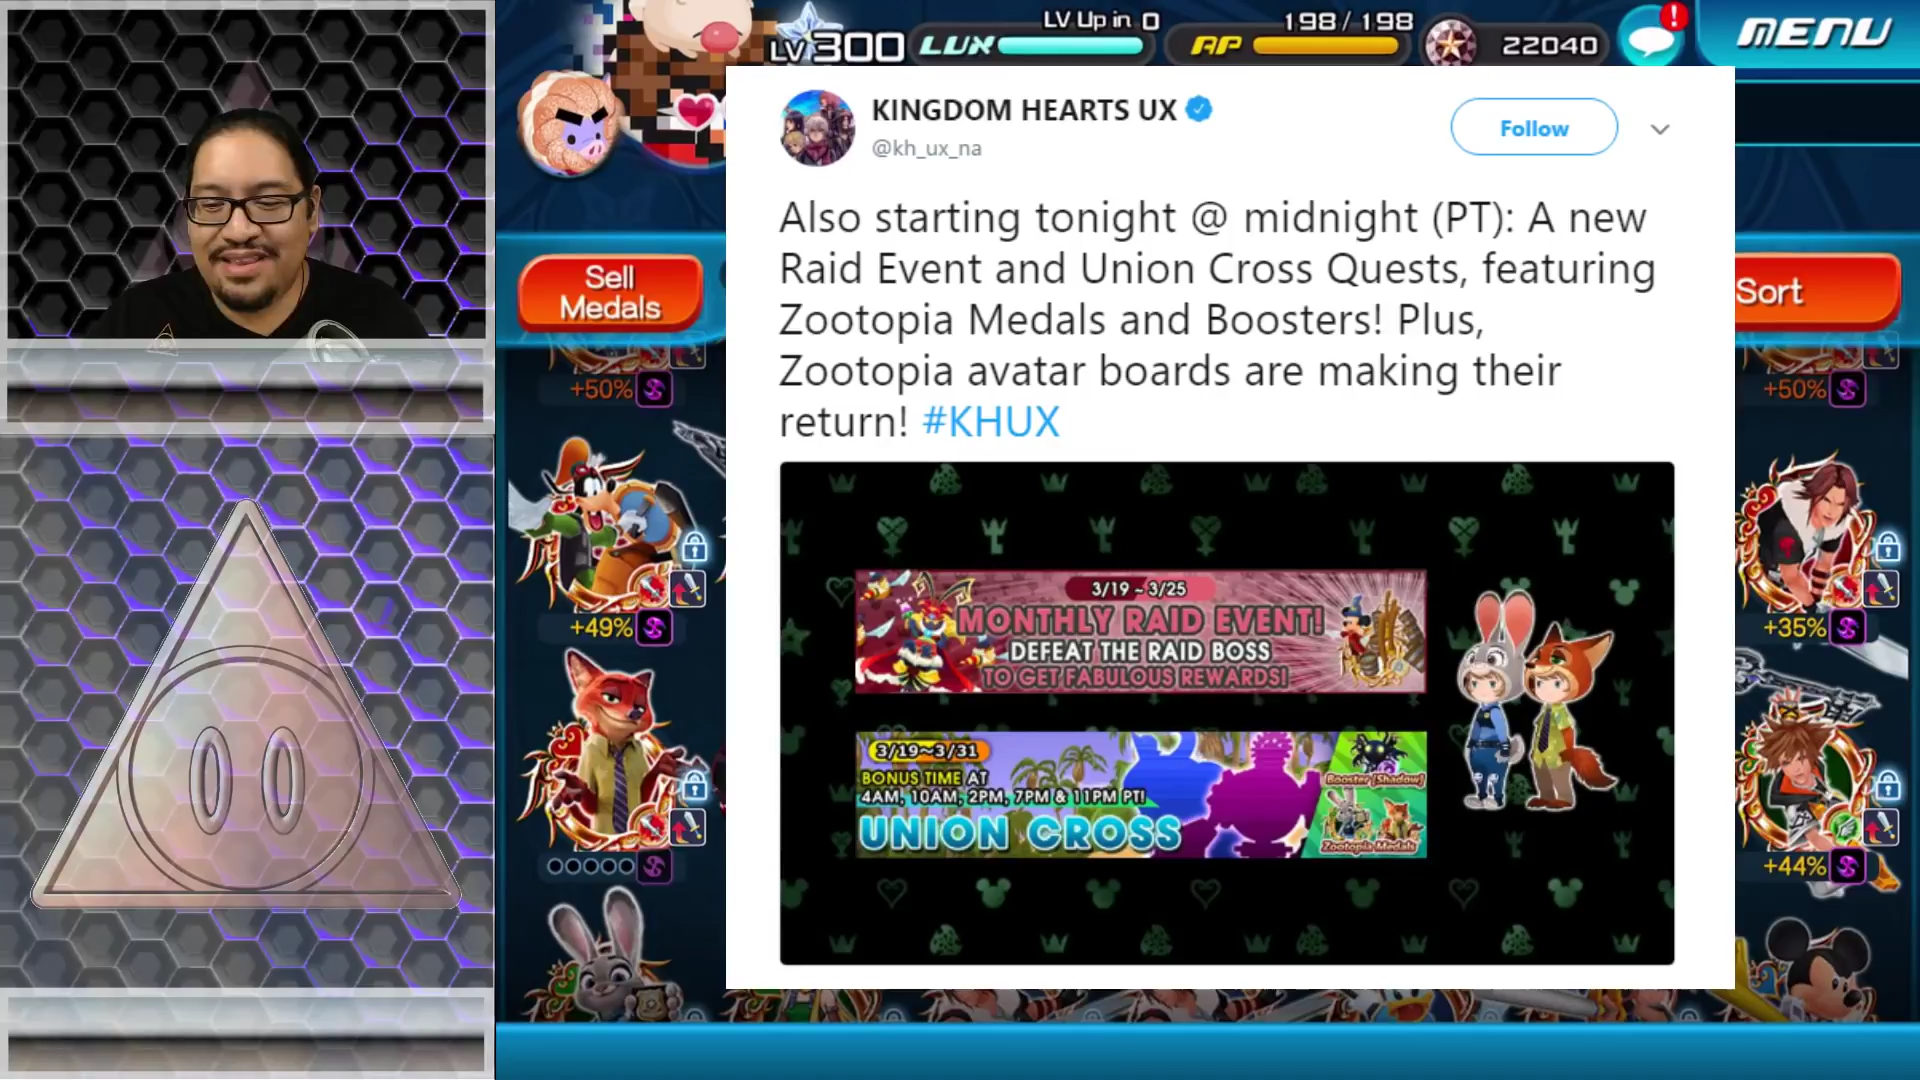 LV Up in 0
LV 300
LUX
AP
198 / 198
22040
!
MENU
KINGDOM HEARTS UX
@kh_ux_na
Follow
Also starting tonight @ midnight (PT): A new
Raid Event and Union Cross Quests, featuring
Zootopia Medals and Boosters! Plus,
Zootopia avatar boards are making their
return! #KHUX
Sell
Medals
Sort
+50%
+50%
+49%
+35%
+44%
3/19 ~ 3/25
MONTHLY RAID EVENT!
DEFEAT THE RAID BOSS
TO GET FABULOUS REWARDS!
3/19~3/31
BONUS TIME AT
4AM, 10AM, 2PM, 7PM & 11PM PT!
UNION CROSS
Booster [Shadow]
Zootopia Medals